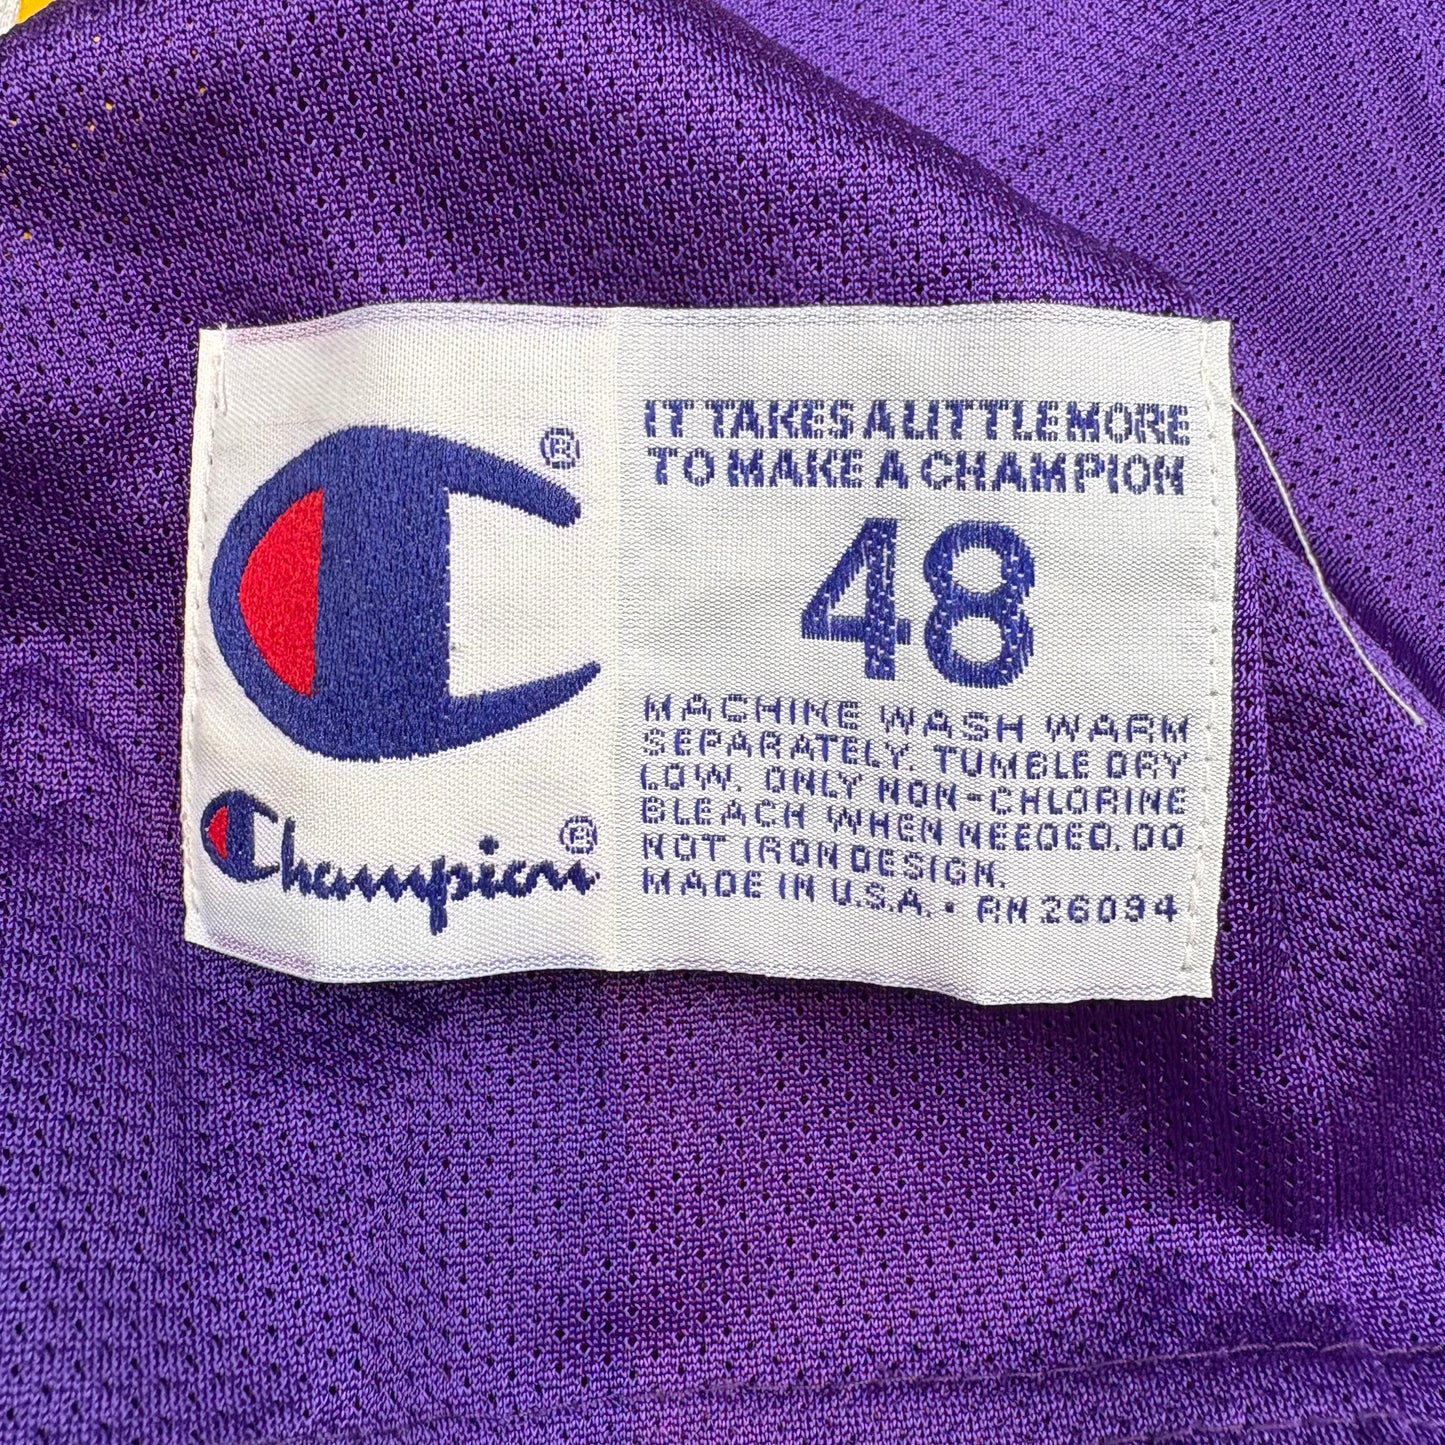 ®
Champion®
IT TAKES A LITTLE MORE
TO MAKE A CHAMPION
48
MACHINE WASH WARM
SEPARATELY. TUMBLE DRY
LOW. ONLY NON-CHLORINE
BLEACH WHEN NEEDED. DO
NOT IRON DESIGN.
MADE IN U.S.A. • RN 26094